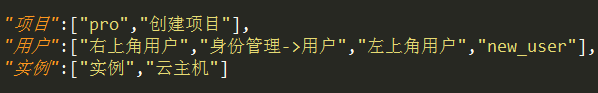 "项目":["pro","创建项目"],
"用户":["右上角用户","身份管理->用户","左上角用户","new_user"],
"实例":["实例","云主机"]